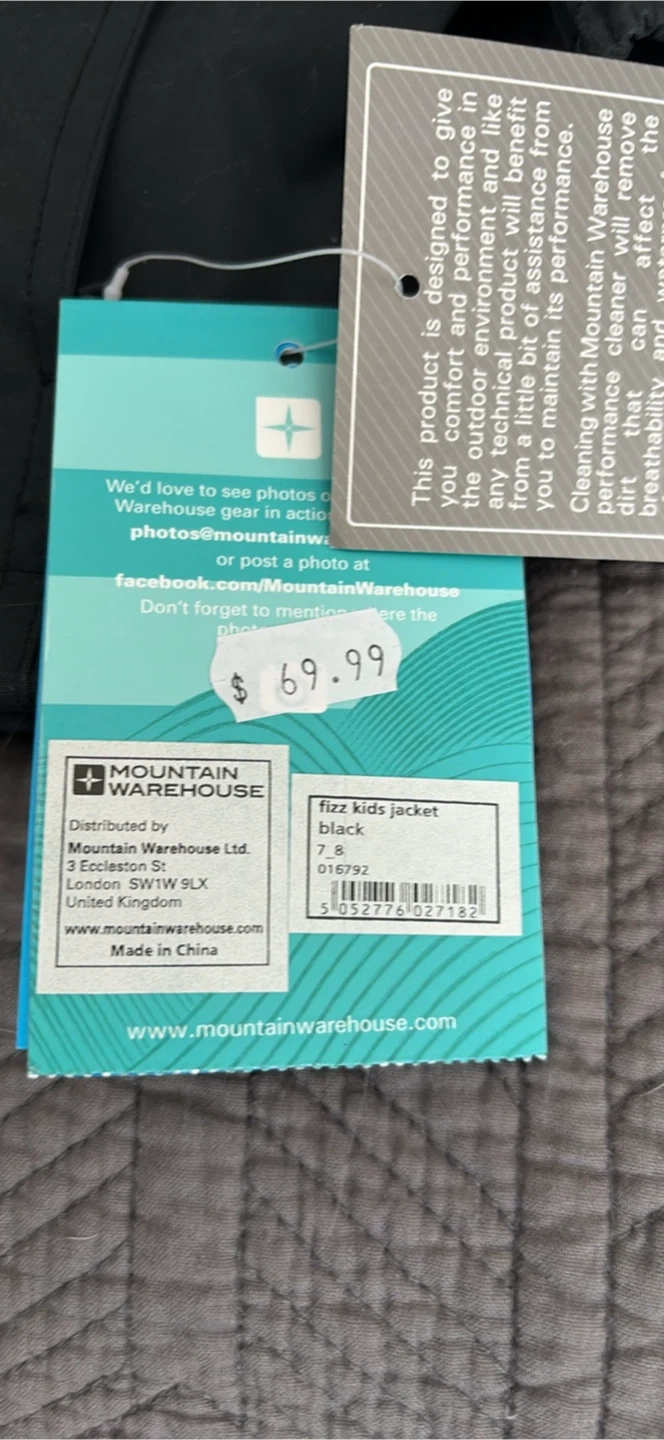 This product is designed to give
you comfort and performance in
the outdoor environment and like
any technical product will benefit
from a little bit of assistance from
you to maintain its performance.
Cleaning with Mountain Warehouse
performance cleaner will remove
dirt that can affect the
breathability and
We'd love to see photos
Warehouse gear in
or post a photo at
facebook.com/MountainWarehouse
Don't forget to mention where the
$ 69.99
MOUNTAIN
WAREHOUSE
Distributed by
Mountain Warehouse Ltd.
3 Eccleston St
London SW1W 9LX
United Kingdom
www.mountainwarehouse.com
Made in China
fizz kids jacket
black
7_8
016792
5 052776 027182
www.mountainwarehouse.com